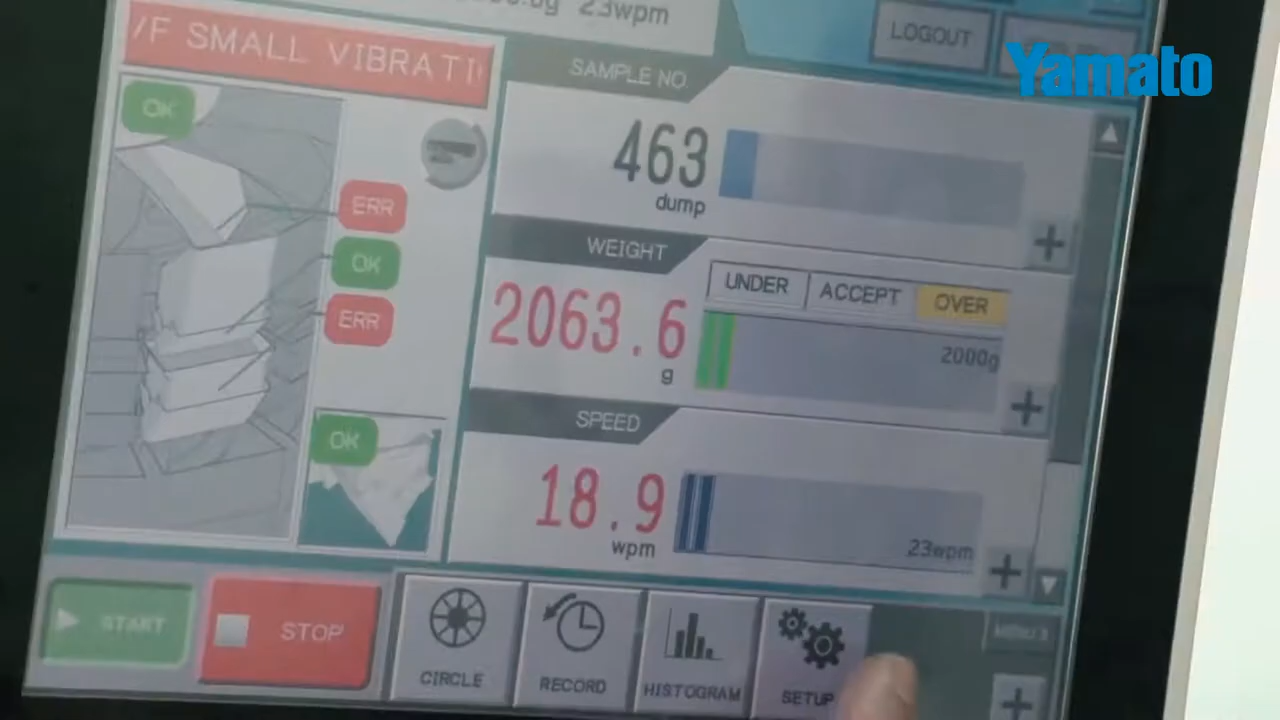 23wpm
LOGOUT
Yamato
/F SMALL VIBRATI
SAMPLE NO.
OK
463
dump
ERR
OK
ERR
WEIGHT
UNDER
ACCEPT
OVER
2063.6
g
2000g
SPEED
OK
18.9
wpm
23wpm
START
STOP
CIRCLE
RECORD
HISTOGRAM
SETUP